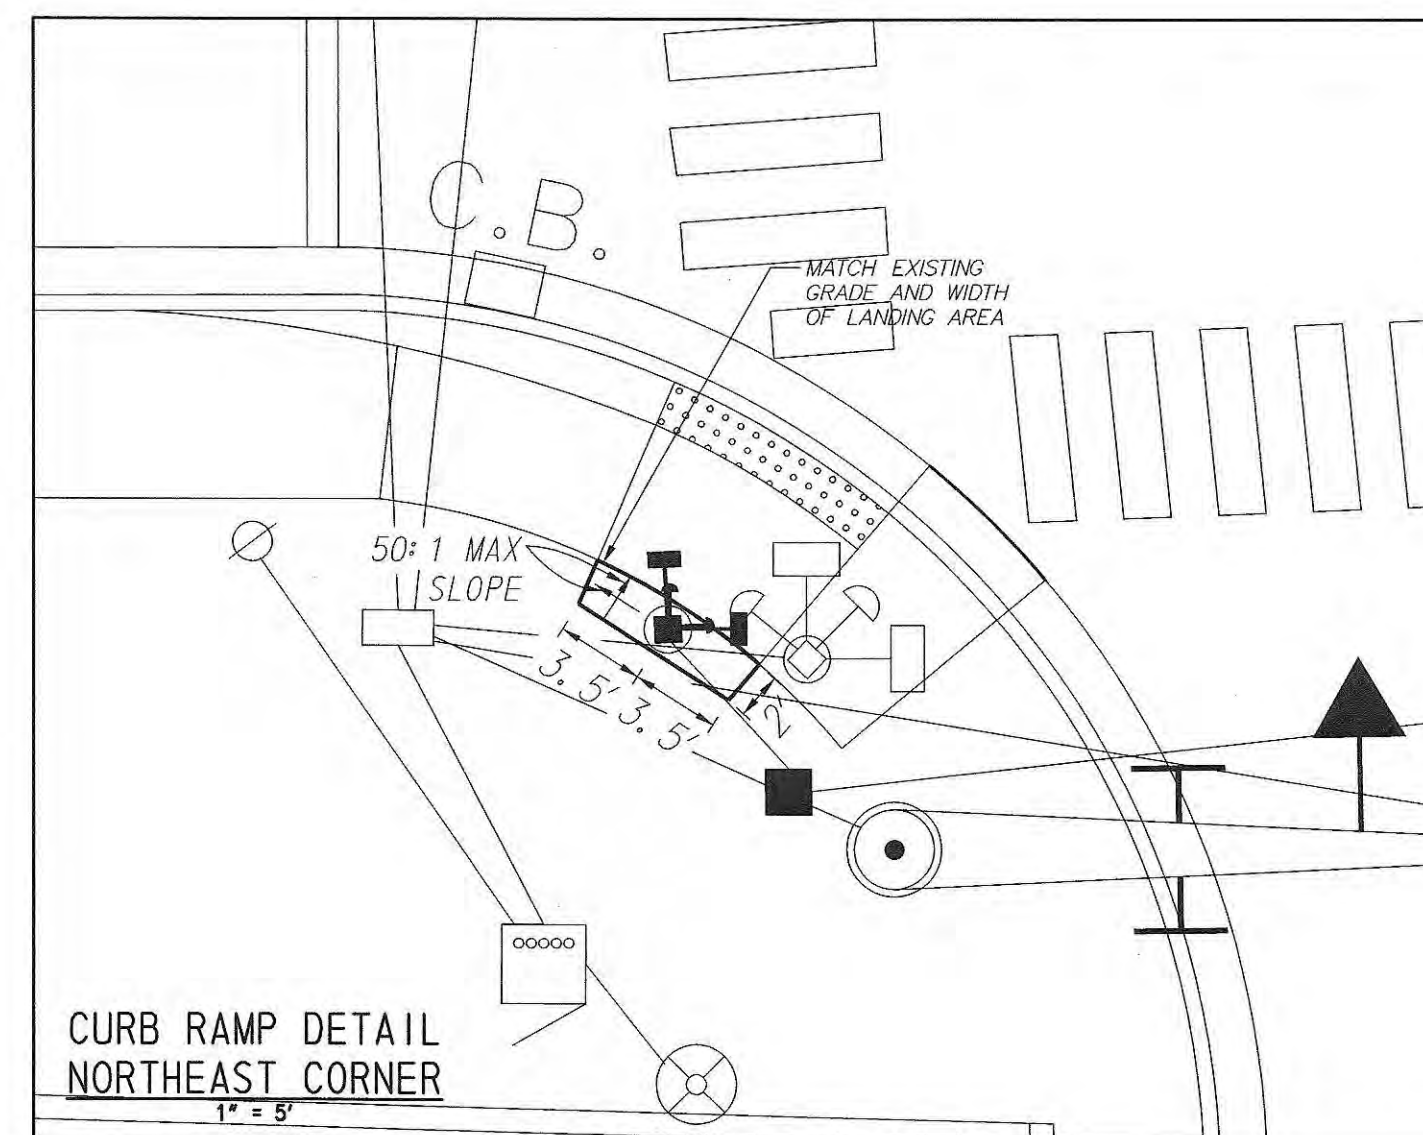 C.B.
MATCH EXISTING
GRADE AND WIDTH
OF LANDING AREA
50:1 MAX
SLOPE
3.5'
3.5'
2'
CURB RAMP DETAIL
NORTHEAST CORNER
1" = 5'